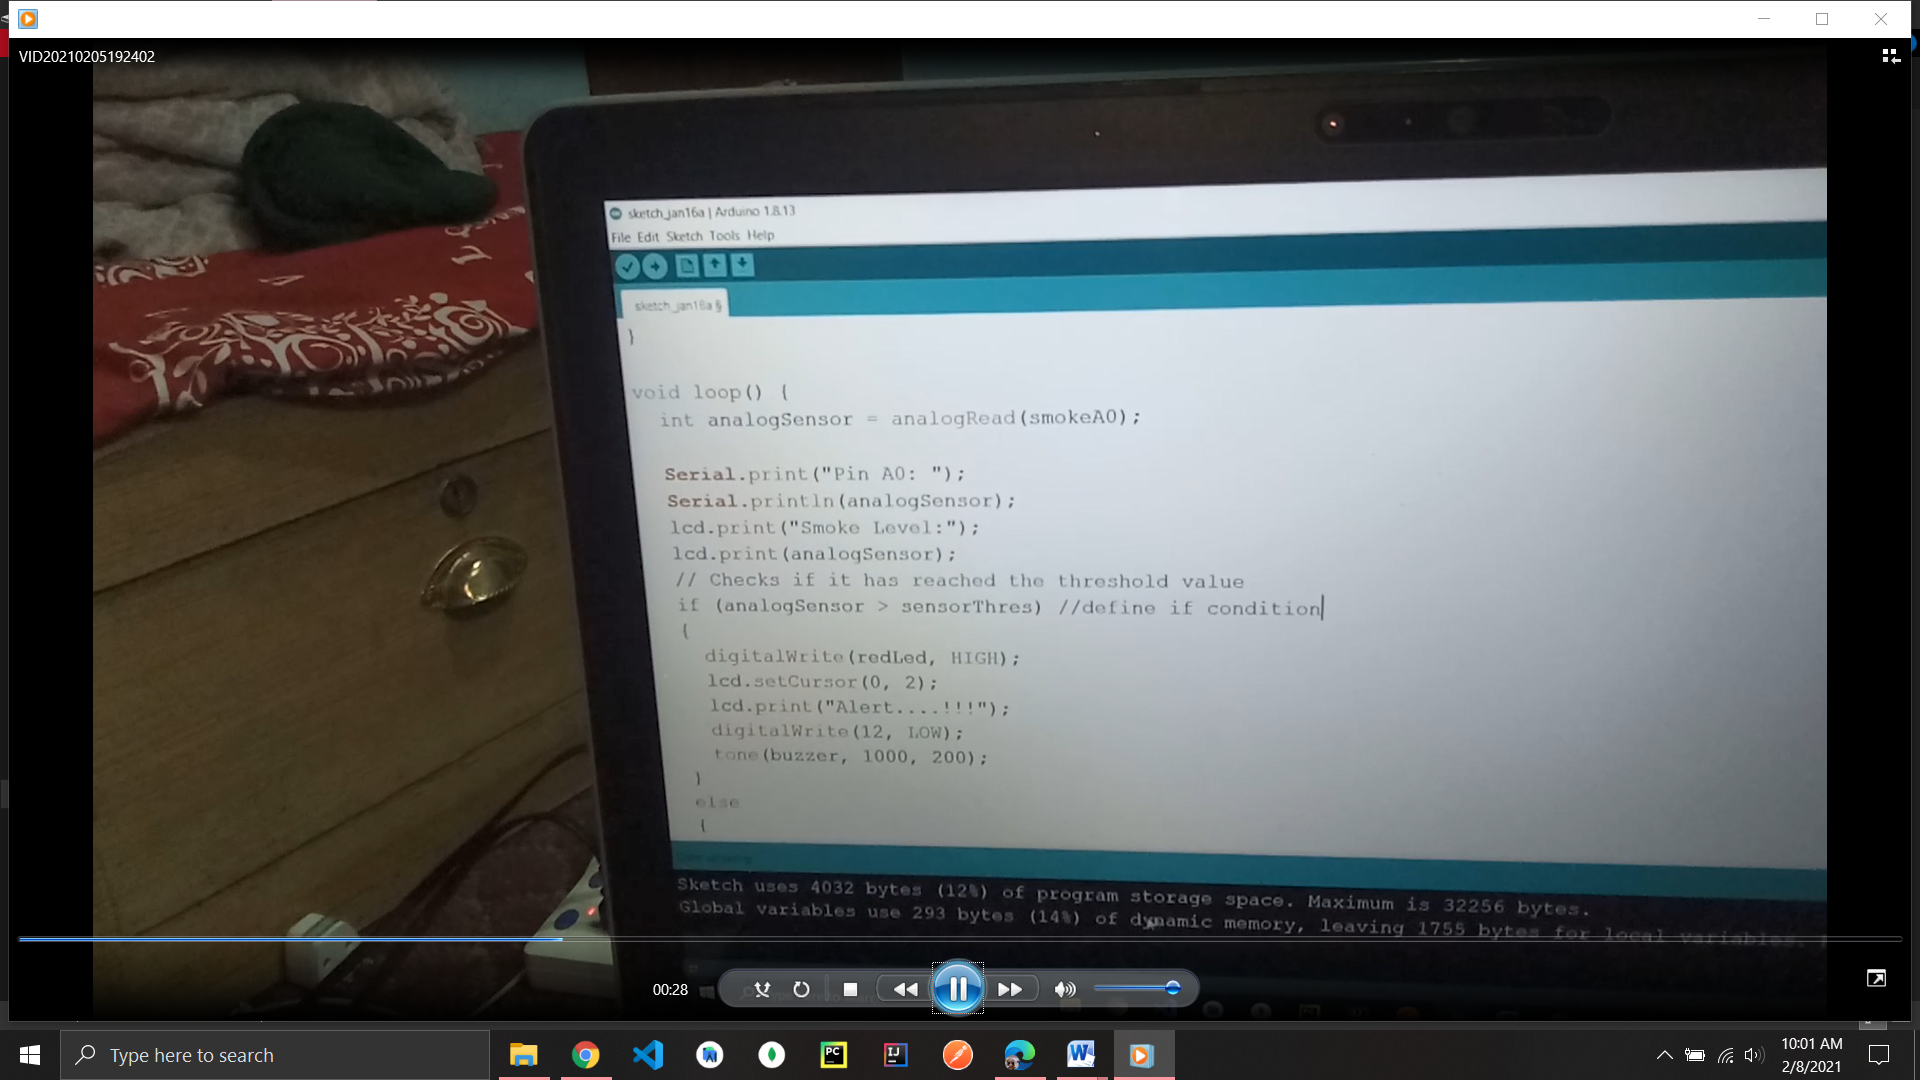 VID20210205192402
sketch_jan16a | Arduino 1.8.13
File Edit Sketch Tools Help
sketch_jan16a §
}
void loop() {
int analogSensor = analogRead(smokeA0);
Serial.print("Pin A0: ");
Serial.println(analogSensor);
lcd.print("Smoke Level:");
lcd.print(analogSensor);
// Checks if it has reached the threshold value
if (analogSensor > sensorThres) //define if condition
{
digitalWrite(redLed, HIGH);
lcd.setCursor(0, 2);
lcd.print("Alert....!!!");
digitalWrite(12, LOW);
tone(buzzer, 1000, 200);
}
else
{
Sketch uses 4032 bytes (12%) of program storage space. Maximum is 32256 bytes.
Global variables use 293 bytes (14%) of dynamic memory, leaving 1755 bytes for local variables.
00:28
Type here to search
PC
IJ
W
10:01 AM
2/8/2021